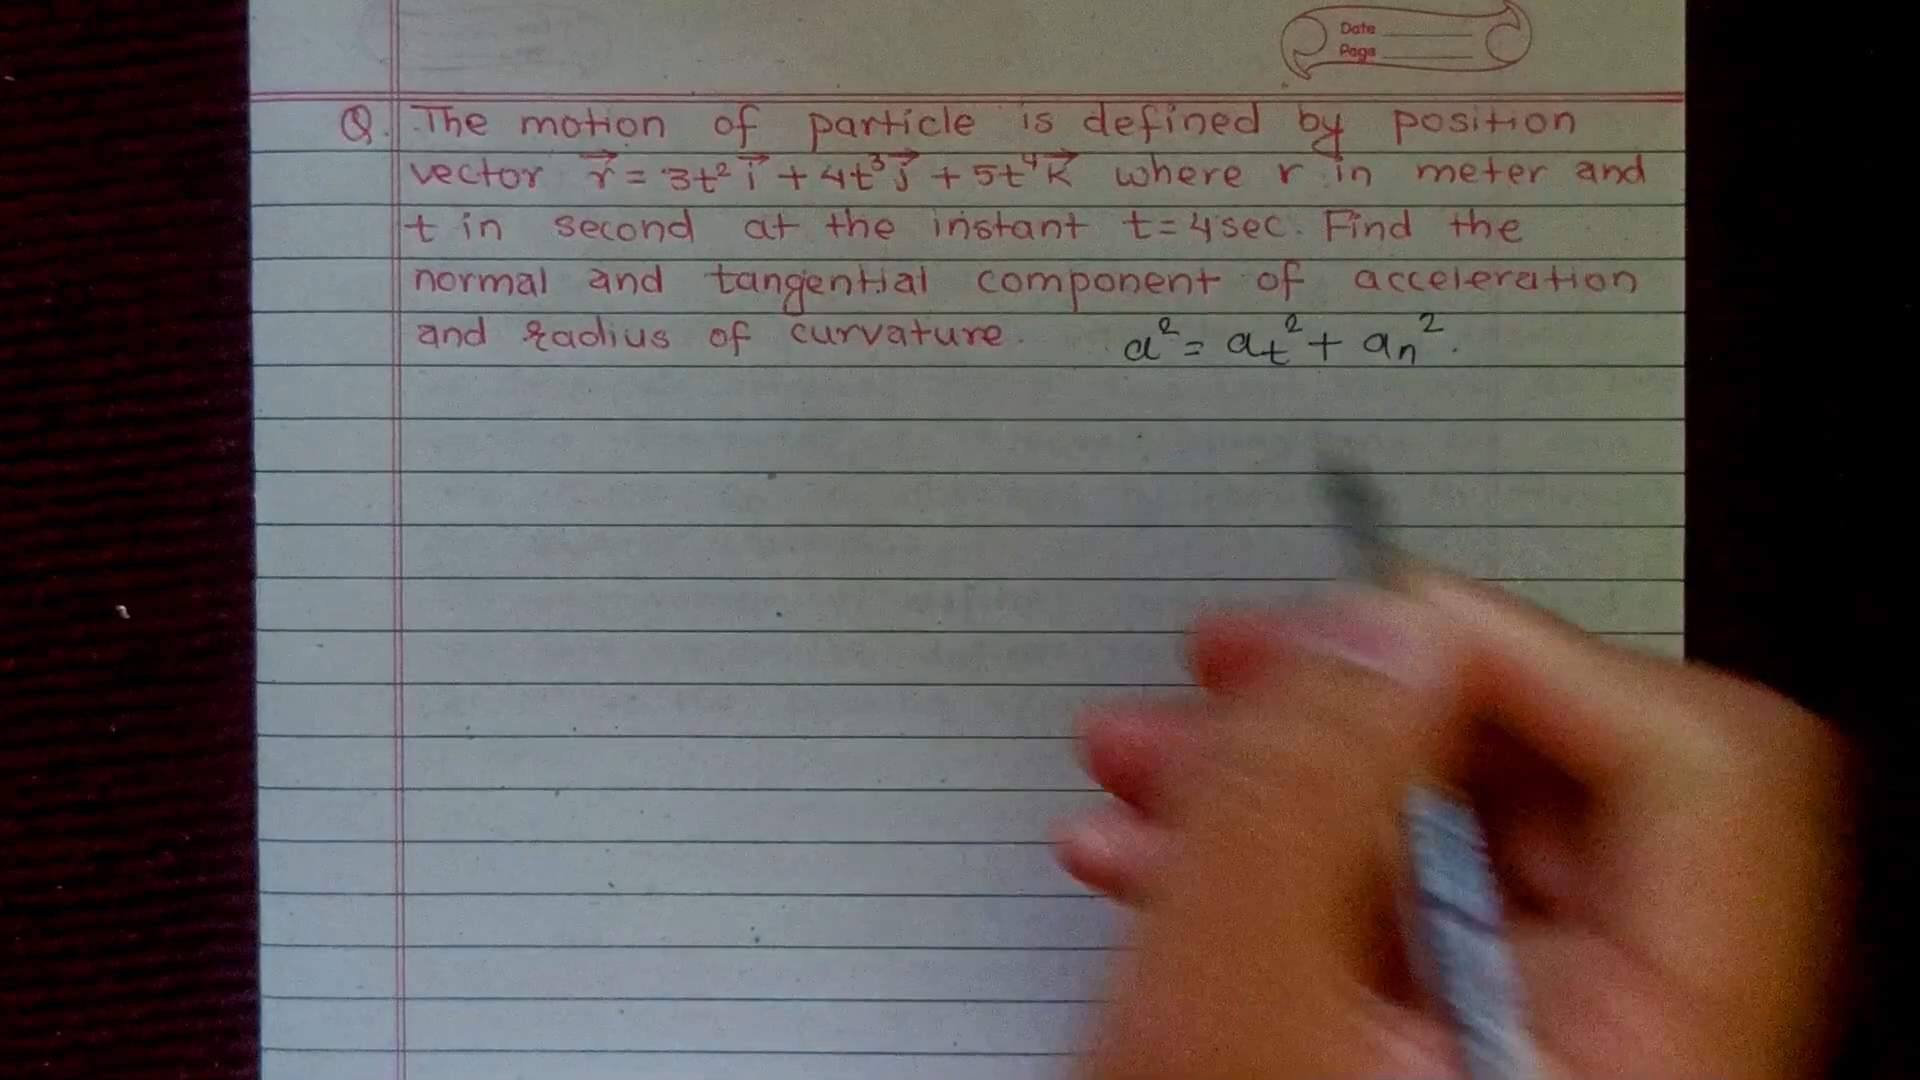 Date
Page
Q. The motion of particle is defined by position
vector r⃗ = 3t² i⃗ + 4t³ j⃗ + 5t⁴ k⃗ where r in meter and
t in second at the instant t = 4 sec. Find the
normal and tangential component of acceleration
and radius of curvature. a² = aₜ² + aₙ².